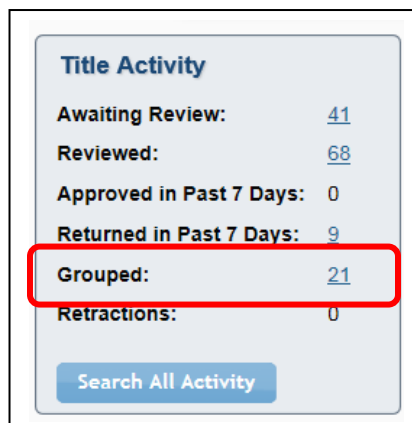 Title Activity
Awaiting Review: 41
Reviewed: 68
Approved in Past 7 Days: 0
Returned in Past 7 Days: 9
Grouped: 21
Retractions: 0
Search All Activity